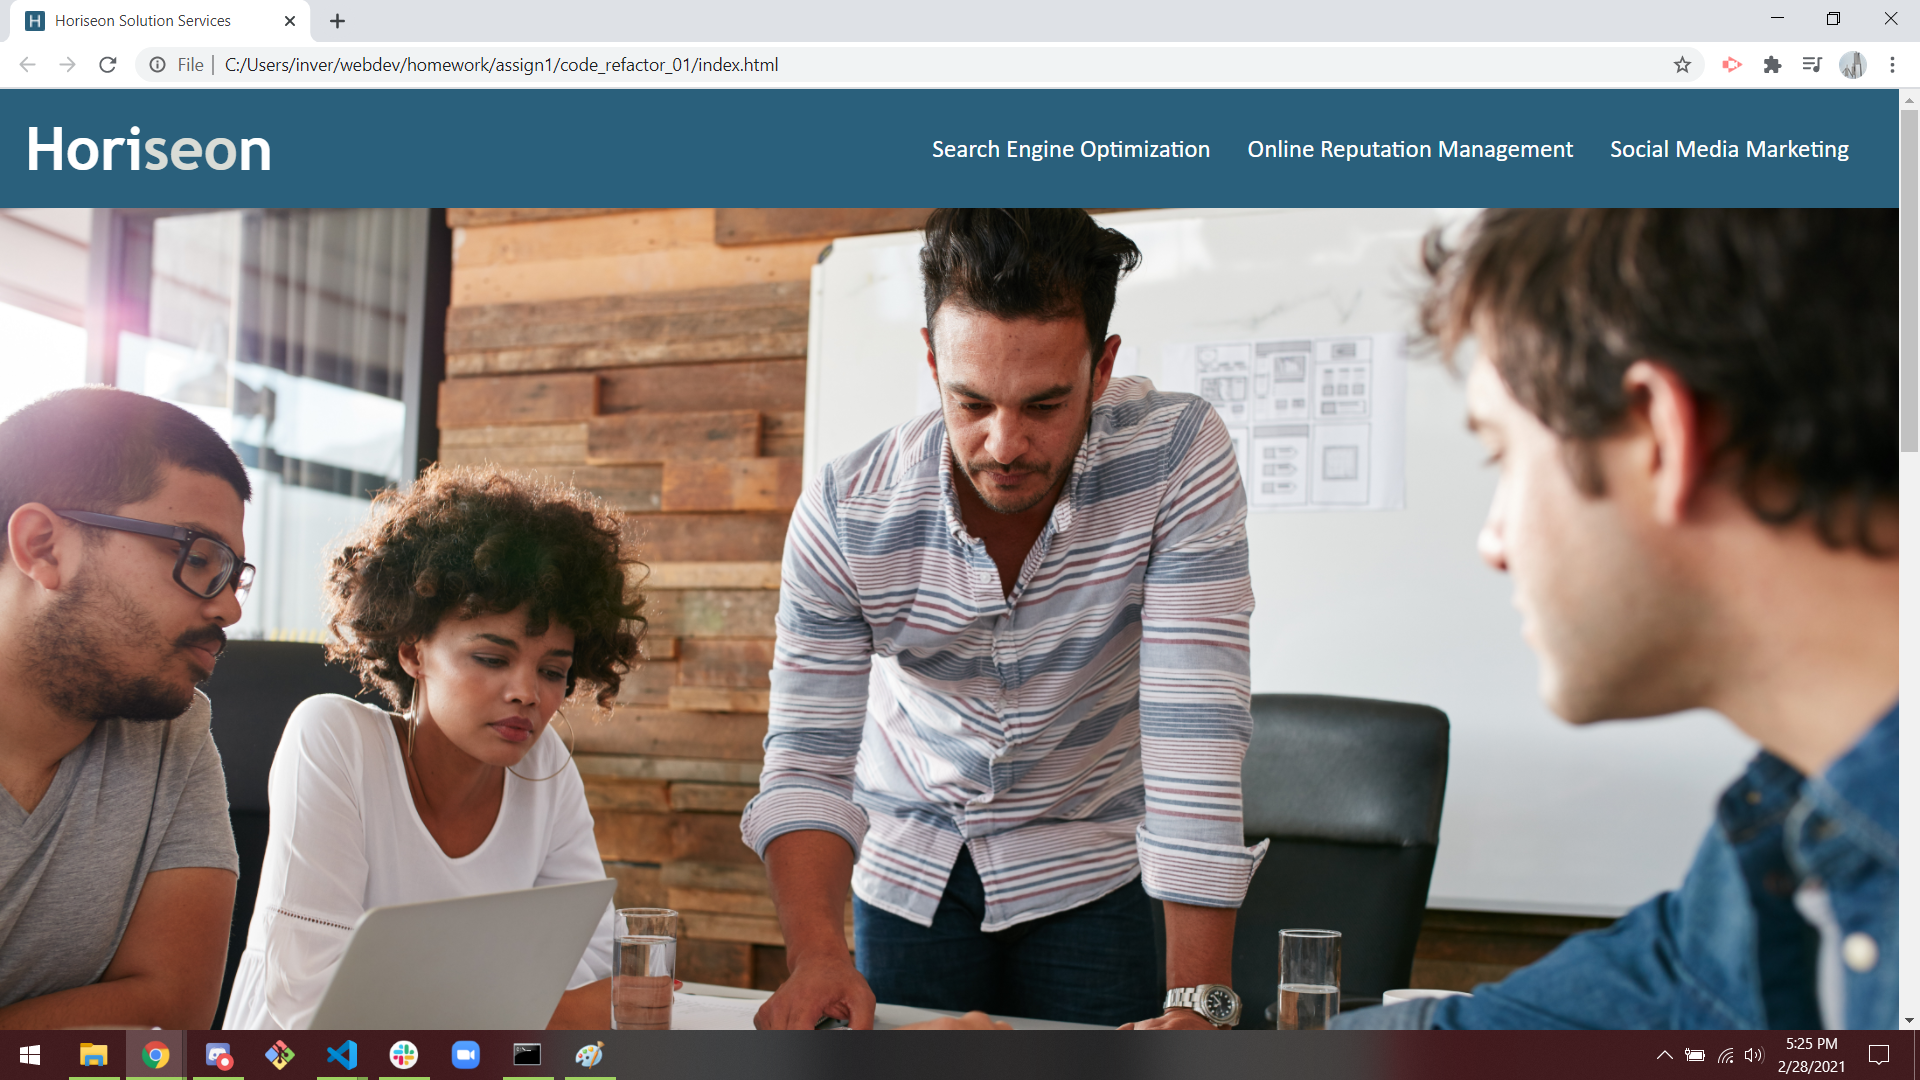 Horiseon Solution Services
File | C:/Users/inver/webdev/homework/assign1/code_refactor_01/index.html
Horiseon
Search Engine Optimization Online Reputation Management Social Media Marketing
5:25 PM
2/28/2021